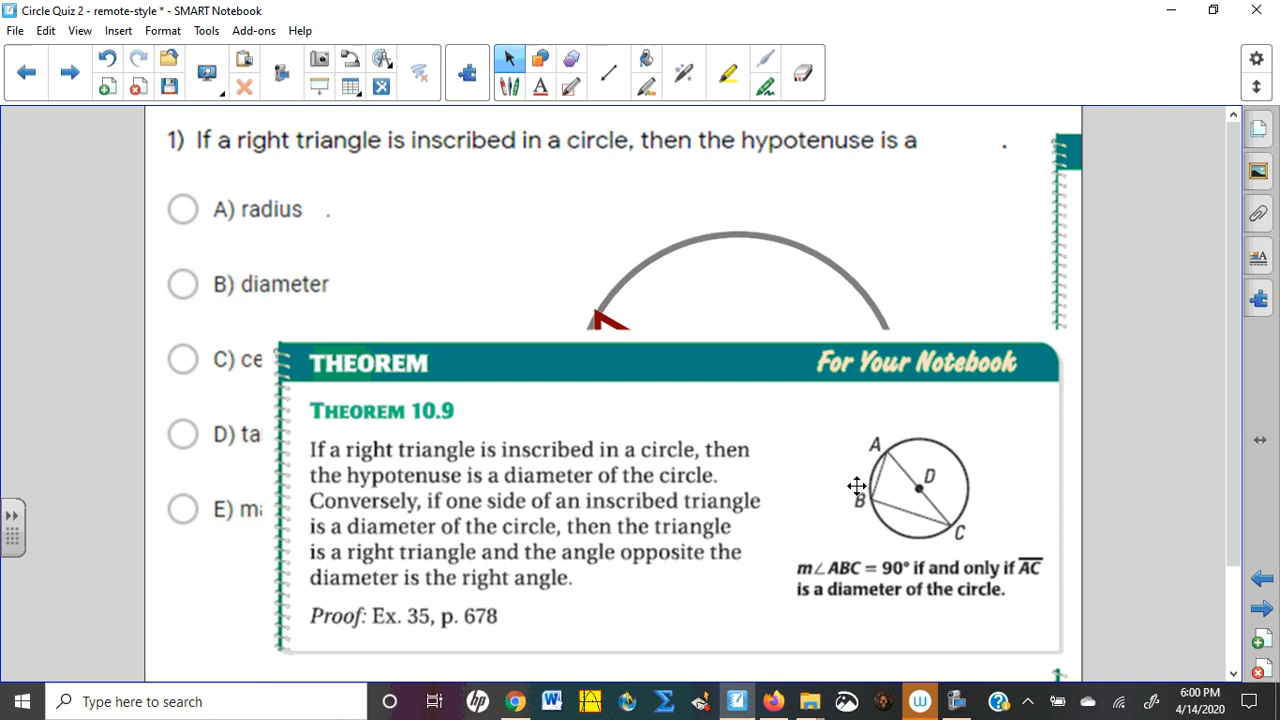 Circle Quiz 2 - remote-style * - SMART Notebook
File Edit View Insert Format Tools Add-ons Help
1) If a right triangle is inscribed in a circle, then the hypotenuse is a .
A) radius .
B) diameter
C) ce
D) ta
E) ma
THEOREM For Your Notebook
THEOREM 10.9
If a right triangle is inscribed in a circle, then
the hypotenuse is a diameter of the circle.
Conversely, if one side of an inscribed triangle
is a diameter of the circle, then the triangle
is a right triangle and the angle opposite the
diameter is the right angle.
Proof: Ex. 35, p. 678
A
D
B
C
m∠ABC = 90° if and only if A̅C̅
is a diameter of the circle.
Type here to search
6:00 PM
4/14/2020